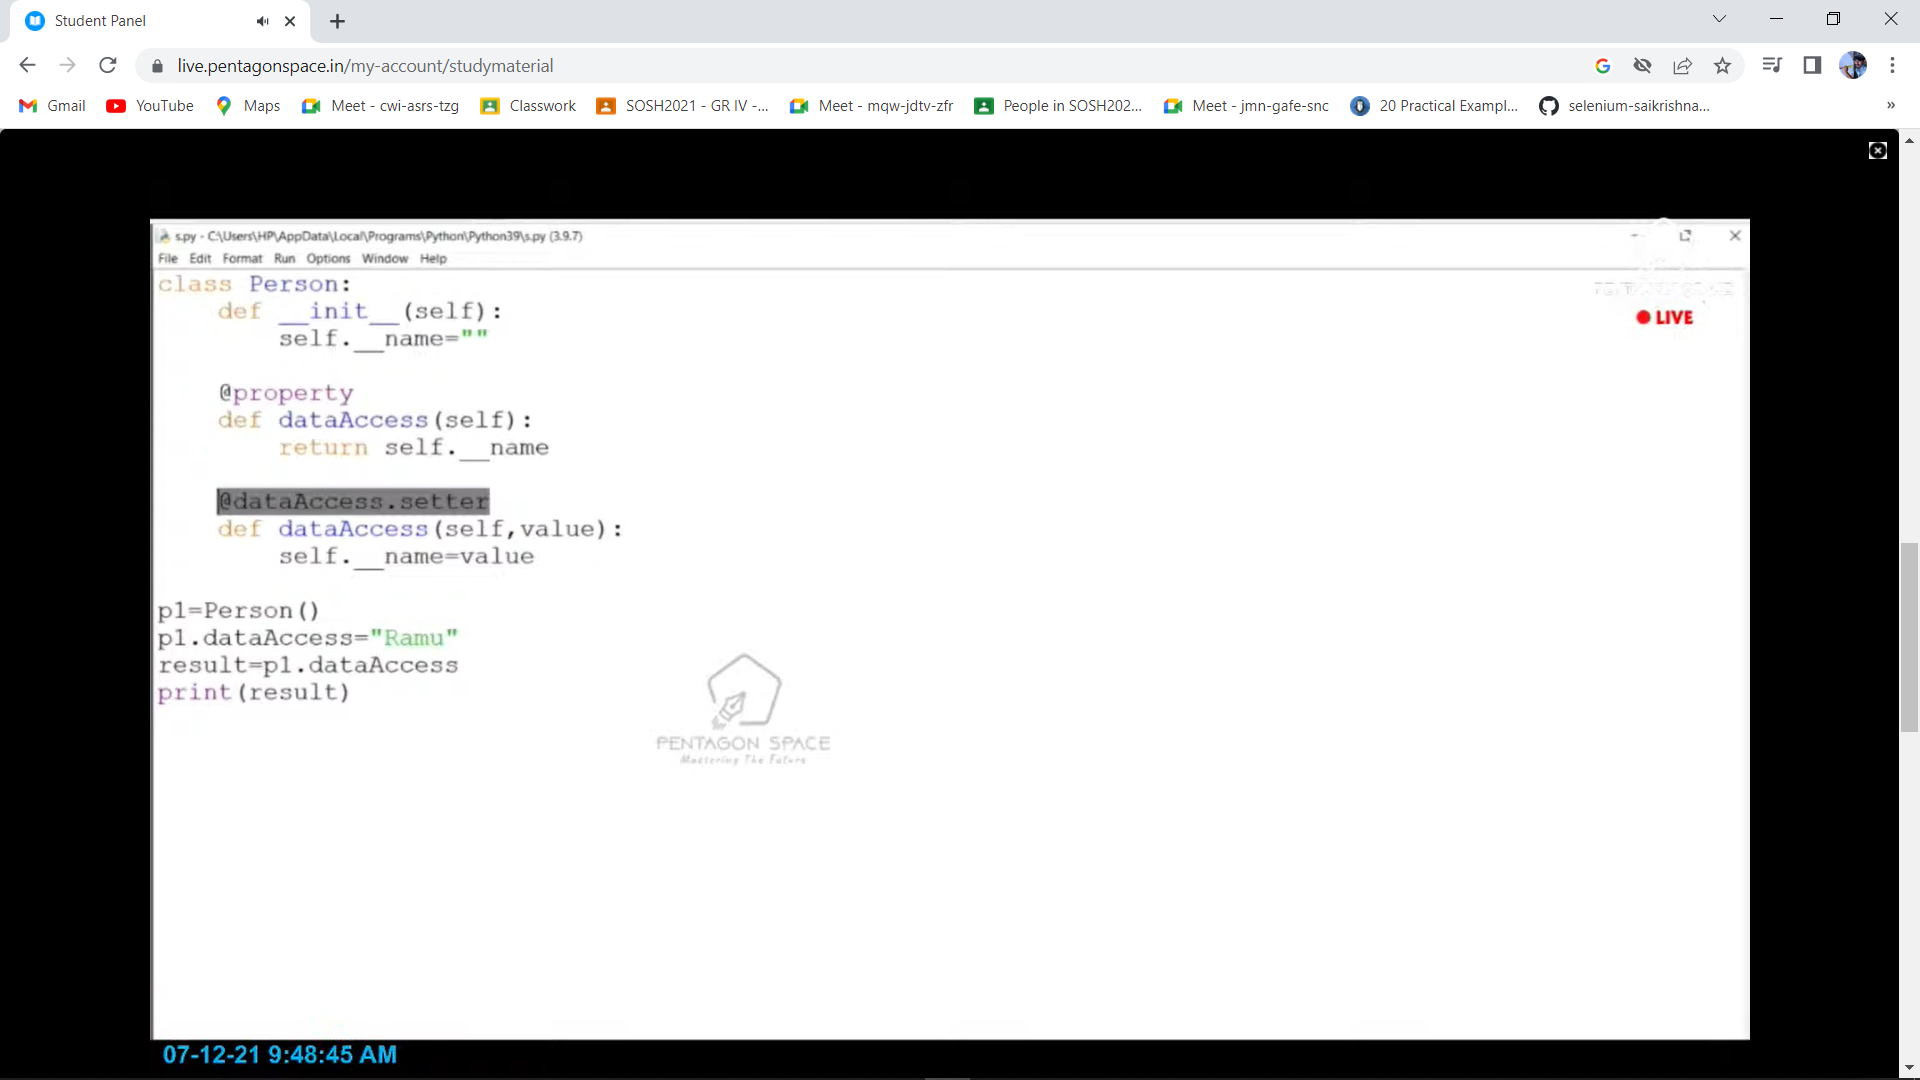 Student Panel
live.pentagonspace.in/my-account/studymaterial
Gmail YouTube Maps Meet - cwi-asrs-tzg Classwork SOSH2021 - GR IV -... Meet - mqw-jdtv-zfr People in SOSH202... Meet - jmn-gafe-snc 20 Practical Exampl... selenium-saikrishna... »
s.py - C:\Users\HP\AppData\Local\Programs\Python\Python39\s.py (3.9.7)
File Edit Format Run Options Window Help
class Person:
    def __init__(self):
        self.__name=""
    @property
    def dataAccess(self):
        return self.__name
    @dataAccess.setter
    def dataAccess(self,value):
        self.__name=value
p1=Person()
p1.dataAccess="Ramu"
result=p1.dataAccess
print(result)
LIVE
PENTAGON SPACE
Mastering The Future
07-12-21 9:48:45 AM